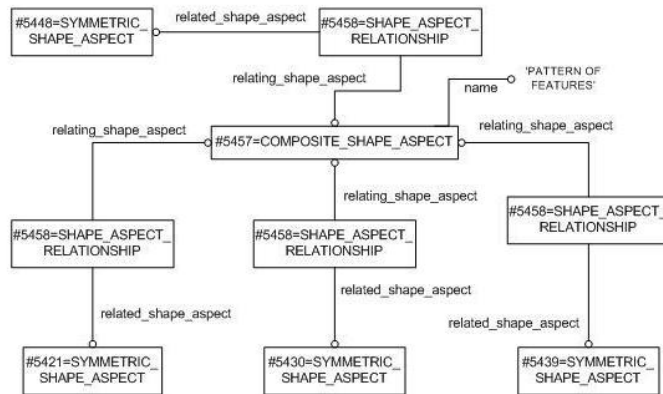 related_shape_aspect
#5448=SYMMETRIC_
SHAPE_ASPECT
#5458=SHAPE_ASPECT_
RELATIONSHIP
relating_shape_aspect
name
'PATTERN OF
FEATURES'
relating_shape_aspect
#5457=COMPOSITE_SHAPE_ASPECT
relating_shape_aspect
relating_shape_aspect
#5458=SHAPE_ASPECT_
RELATIONSHIP
#5458=SHAPE_ASPECT_
RELATIONSHIP
#5458=SHAPE_ASPECT_
RELATIONSHIP
related_shape_aspect
related_shape_aspect
related_shape_aspect
#5421=SYMMETRIC_
SHAPE_ASPECT
#5430=SYMMETRIC_
SHAPE_ASPECT
#5439=SYMMETRIC_
SHAPE_ASPECT